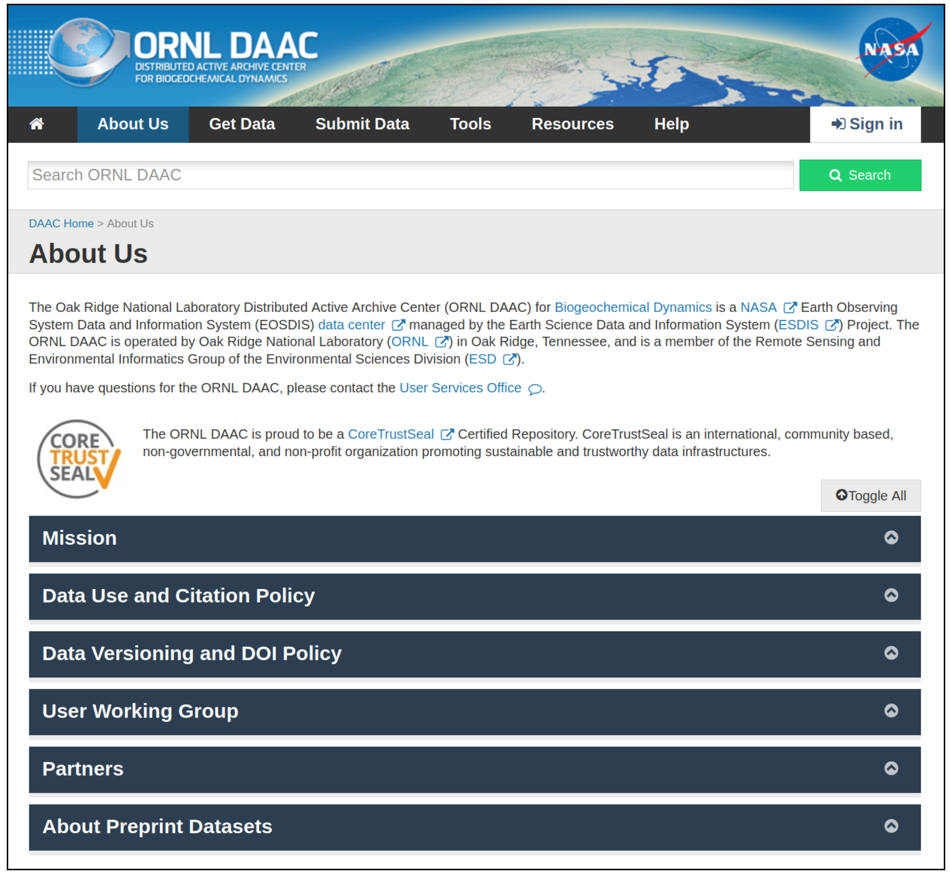 ORNL DAAC
DISTRIBUTED ACTIVE ARCHIVE CENTER
FOR BIOGEOCHEMICAL DYNAMICS
NASA
About Us Get Data Submit Data Tools Resources Help Sign in
Search ORNL DAAC Search
DAAC Home > About Us
About Us
The Oak Ridge National Laboratory Distributed Active Archive Center (ORNL DAAC) for Biogeochemical Dynamics is a NASA Earth Observing
System Data and Information System (EOSDIS) data center managed by the Earth Science Data and Information System (ESDIS) Project. The
ORNL DAAC is operated by Oak Ridge National Laboratory (ORNL) in Oak Ridge, Tennessee, and is a member of the Remote Sensing and
Environmental Informatics Group of the Environmental Sciences Division (ESD).
If you have questions for the ORNL DAAC, please contact the User Services Office.
CORE
TRUST
SEAL
The ORNL DAAC is proud to be a CoreTrustSeal Certified Repository. CoreTrustSeal is an international, community based,
non-governmental, and non-profit organization promoting sustainable and trustworthy data infrastructures.
Toggle All
Mission
Data Use and Citation Policy
Data Versioning and DOI Policy
User Working Group
Partners
About Preprint Datasets